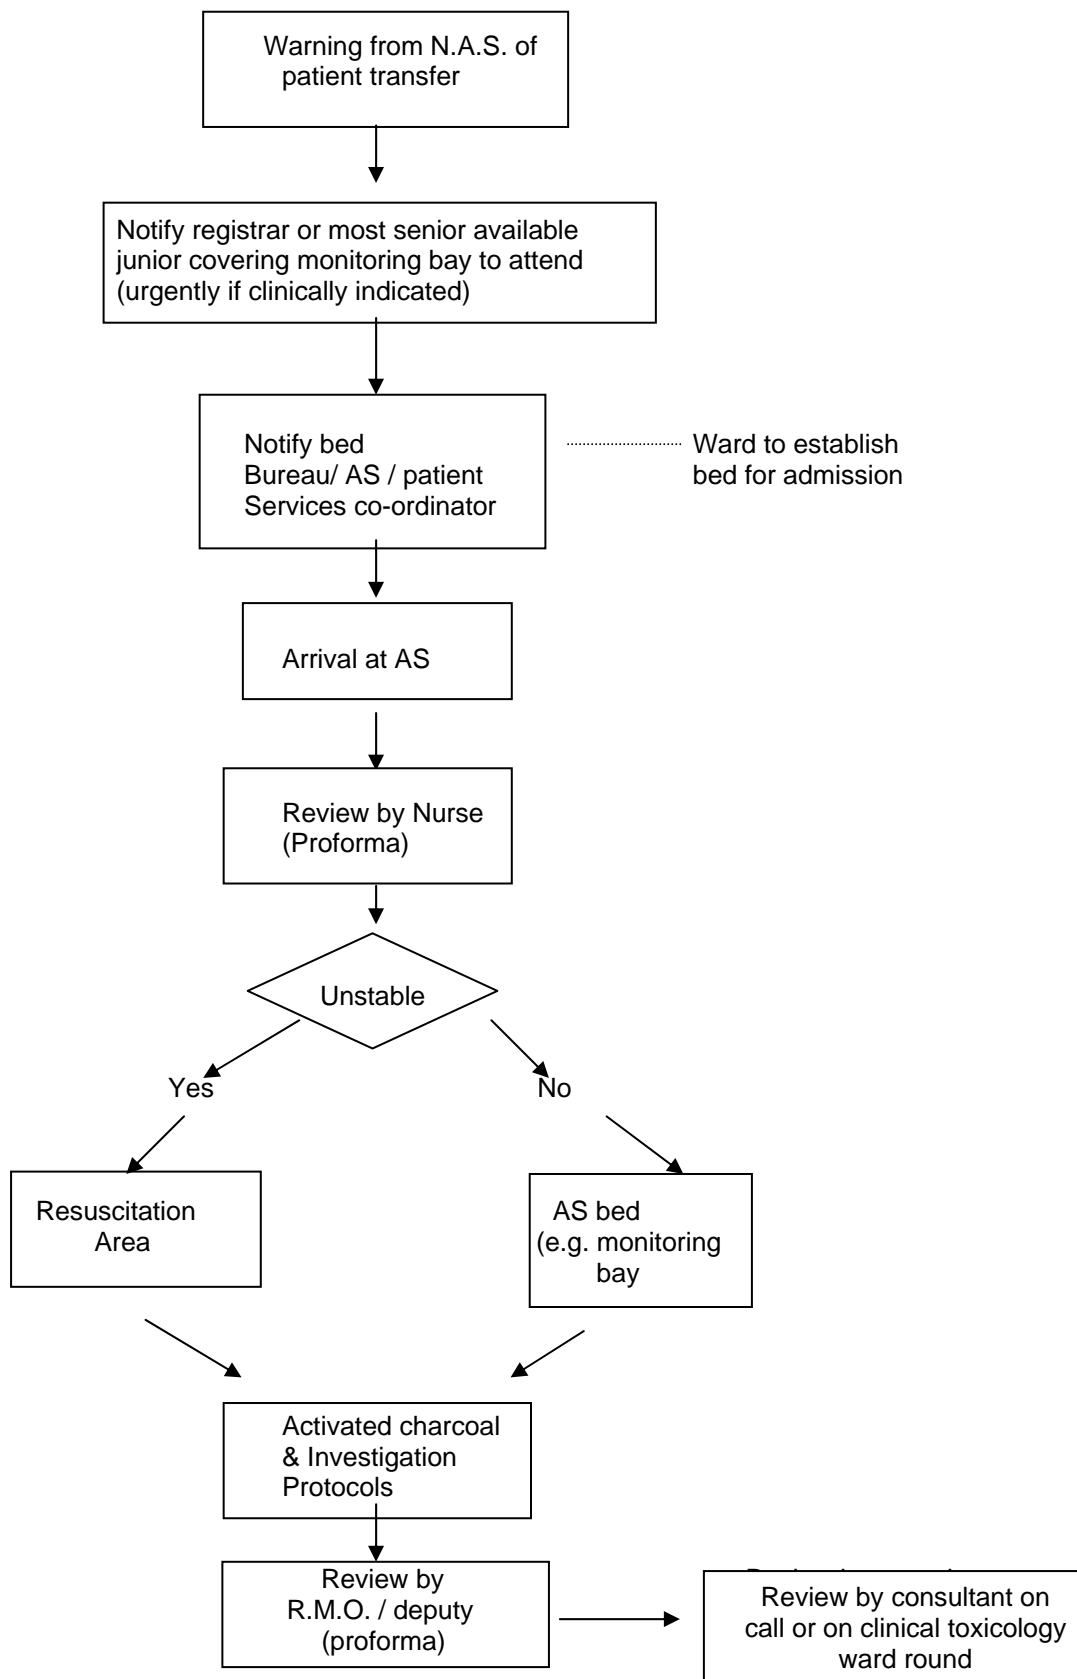 Warning from N.A.S. of
patient transfer
Notify registrar or most senior available
junior covering monitoring bay to attend
(urgently if clinically indicated)
Notify bed
Bureau/ AS / patient
Services co-ordinator
Ward to establish
bed for admission
Arrival at AS
Review by Nurse
(Proforma)
Unstable
Yes
No
Resuscitation
Area
AS bed
(e.g. monitoring
bay
Activated charcoal
& Investigation
Protocols
Review by
R.M.O. / deputy
(proforma)
Review by consultant on
call or on clinical toxicology
ward round